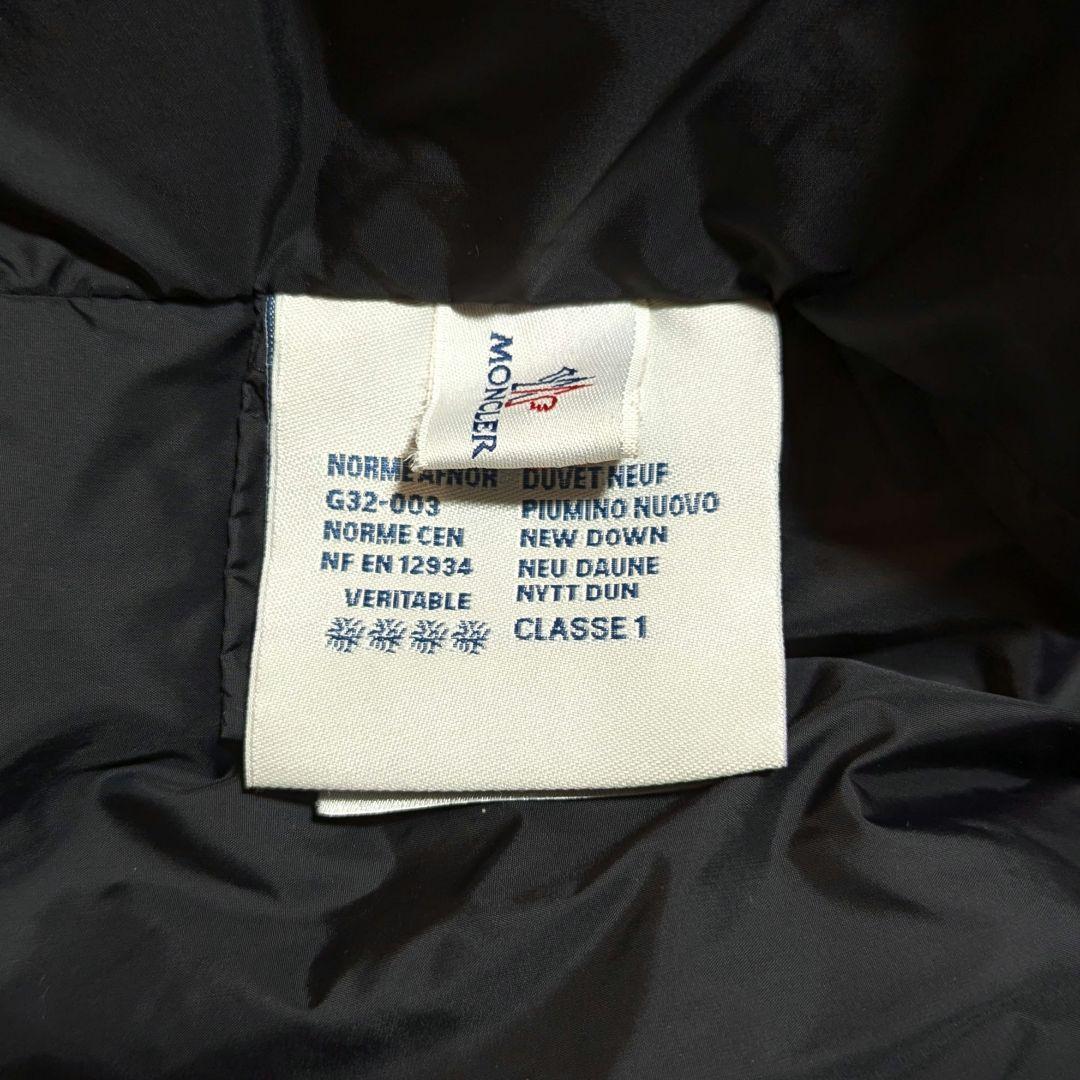 MONCLER
NORME AFNOR
G32-003
NORME CEN
NF EN 12934
VERITABLE
DUVET NEUF
PIUMINO NUOVO
NEW DOWN
NEU DAUNE
NYTT DUN
CLASSE 1